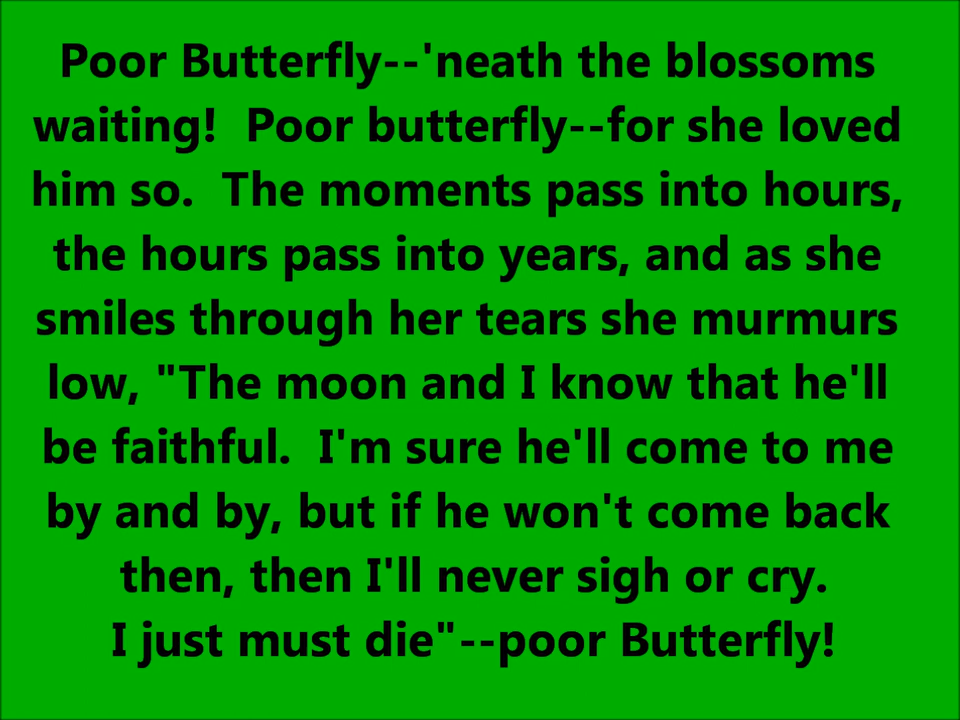 Poor Butterfly--'neath the blossoms
waiting!  Poor butterfly--for she loved
him so.  The moments pass into hours,
the hours pass into years, and as she
smiles through her tears she murmurs
low, "The moon and I know that he'll
be faithful.  I'm sure he'll come to me
by and by, but if he won't come back
then, then I'll never sigh or cry.
I just must die"--poor Butterfly!